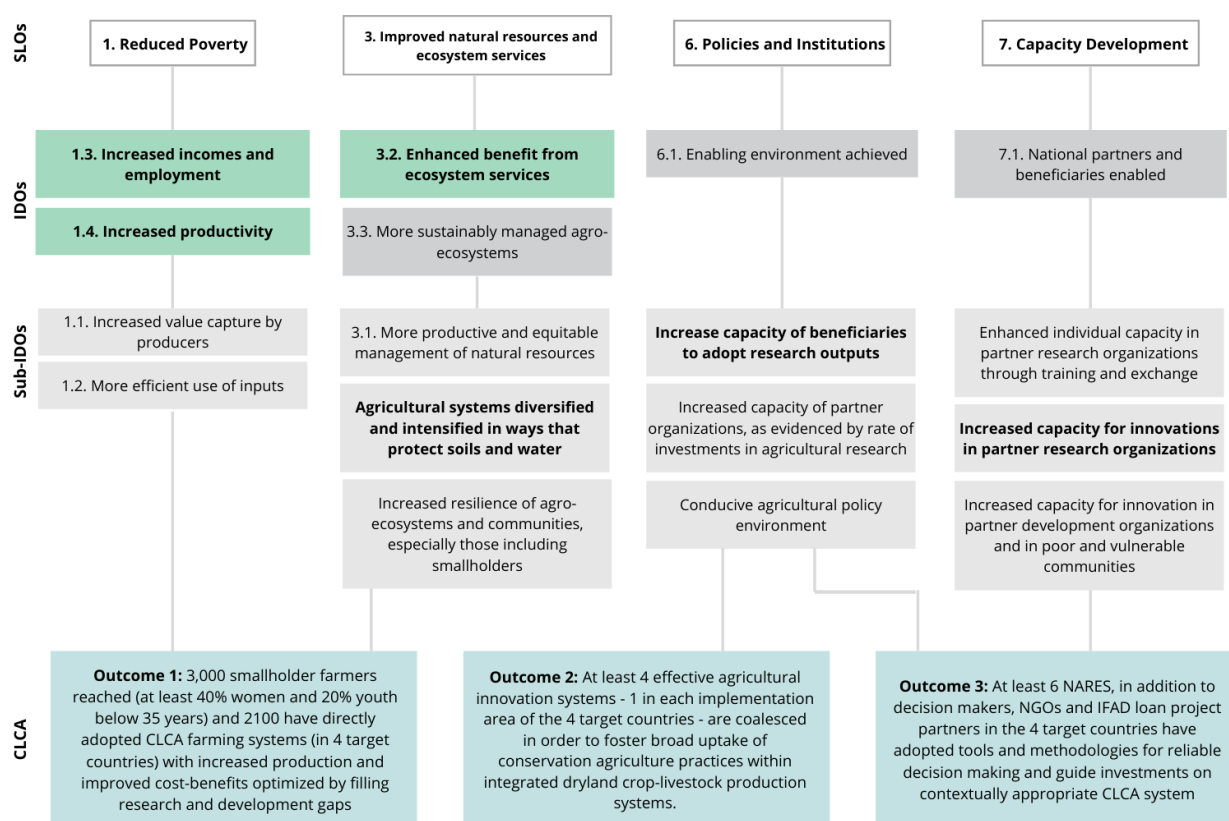 SLOs
1. Reduced Poverty
3. Improved natural resources and
ecosystem services
6. Policies and Institutions
7. Capacity Development
IDOs
1.3. Increased incomes and
employment
1.4. Increased productivity
3.2. Enhanced benefit from
ecosystem services
3.3. More sustainably managed agro-
ecosystems
6.1. Enabling environment achieved
7.1. National partners and
beneficiaries enabled
Sub-IDOs
1.1. Increased value capture by
producers
1.2. More efficient use of inputs
3.1. More productive and equitable
management of natural resources
Agricultural systems diversified
and intensified in ways that
protect soils and water
Increased resilience of agro-
ecosystems and communities,
especially those including
smallholders
Increase capacity of beneficiaries
to adopt research outputs
Increased capacity of partner
organizations, as evidenced by rate of
investments in agricultural research
Conducive agricultural policy
environment
Enhanced individual capacity in
partner research organizations
through training and exchange
Increased capacity for innovations
in partner research organizations
Increased capacity for innovation in
partner development organizations
and in poor and vulnerable
communities
CLCA
Outcome 1: 3,000 smallholder farmers
reached (at least 40% women and 20% youth
below 35 years) and 2100 have directly
adopted CLCA farming systems (in 4 target
countries) with increased production and
improved cost-benefits optimized by filling
research and development gaps
Outcome 2: At least 4 effective agricultural
innovation systems - 1 in each implementation
area of the 4 target countries - are coalesced
in order to foster broad uptake of
conservation agriculture practices within
integrated dryland crop-livestock production
systems.
Outcome 3: At least 6 NARES, in addition to
decision makers, NGOs and IFAD loan project
partners in the 4 target countries have
adopted tools and methodologies for reliable
decision making and guide investments on
contextually appropriate CLCA system